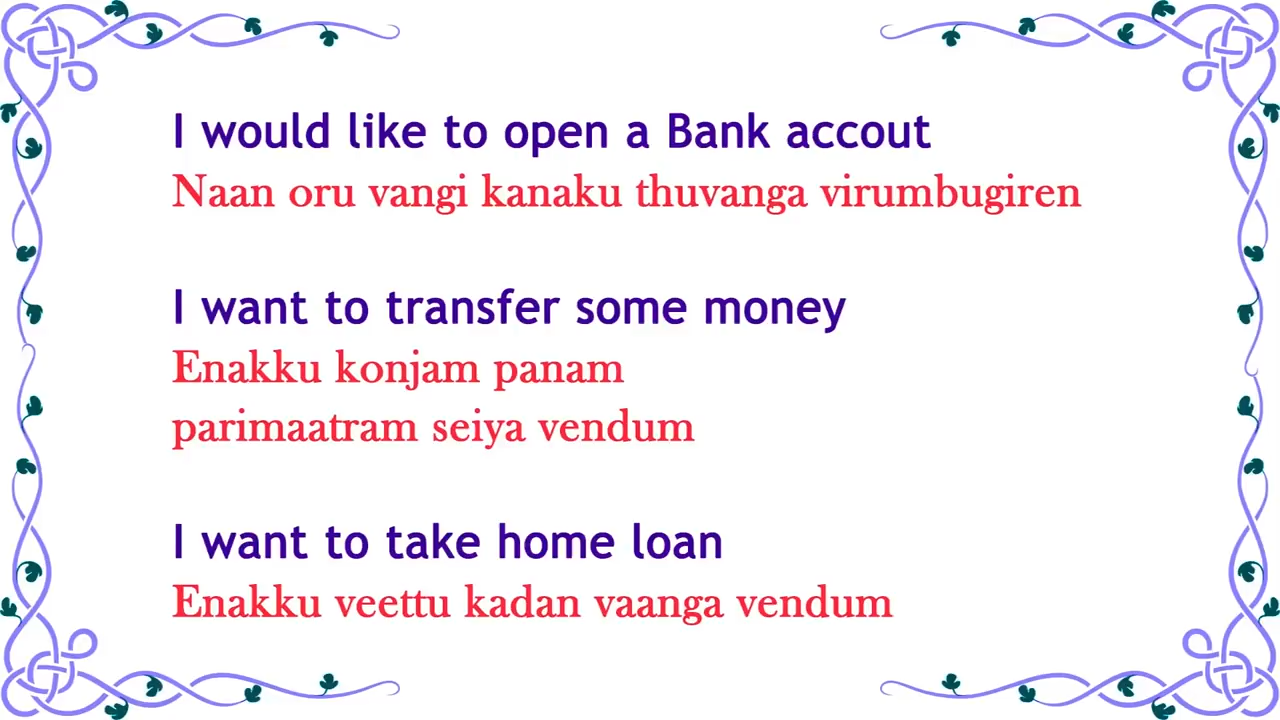 I would like to open a Bank accout
Naan oru vangi kanaku thuvanga virumbugiren
I want to transfer some money
Enakku konjam panam
parimaatram seiya vendum
I want to take home loan
Enakku veettu kadan vaanga vendum